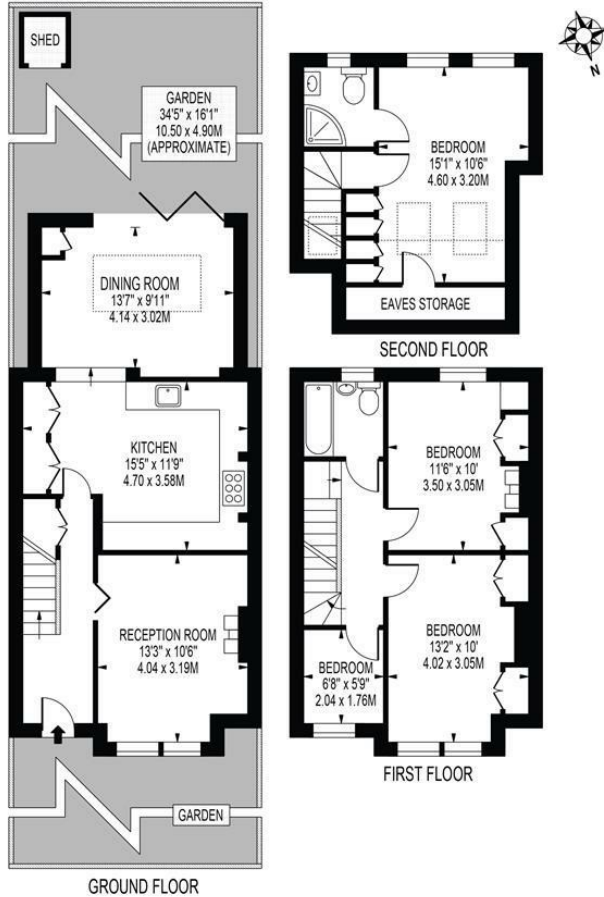 SHED
GARDEN
34'5" x 16'1"
10.50 x 4.90M
(APPROXIMATE)
DINING ROOM
13'7" x 9'11"
4.14 x 3.02M
KITCHEN
15'5" x 11'9"
4.70 x 3.58M
RECEPTION ROOM
13'3" x 10'6"
4.04 x 3.19M
GARDEN
GROUND FLOOR
N
BEDROOM
15'1" x 10'6"
4.60 x 3.20M
EAVES STORAGE
SECOND FLOOR
BEDROOM
11'6" x 10'
3.50 x 3.05M
BEDROOM
13'2" x 10'
4.02 x 3.05M
BEDROOM
6'8" x 5'9"
2.04 x 1.76M
FIRST FLOOR